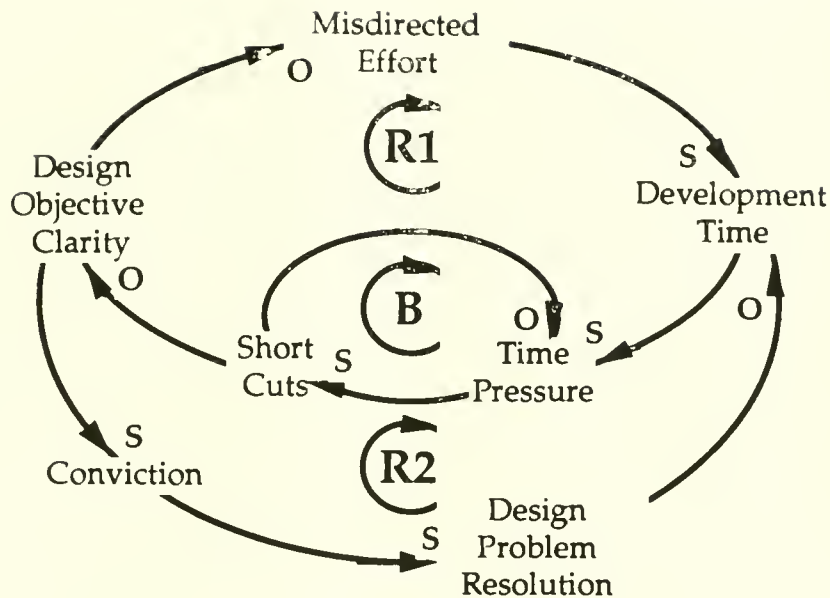 Misdirected
Effort
O
R1
S
Design
Objective
Clarity
Development
Time
O
B
O
S
O
Short
Cuts
S
Time
Pressure
S
Conviction
R2
S
Design
Problem
Resolution